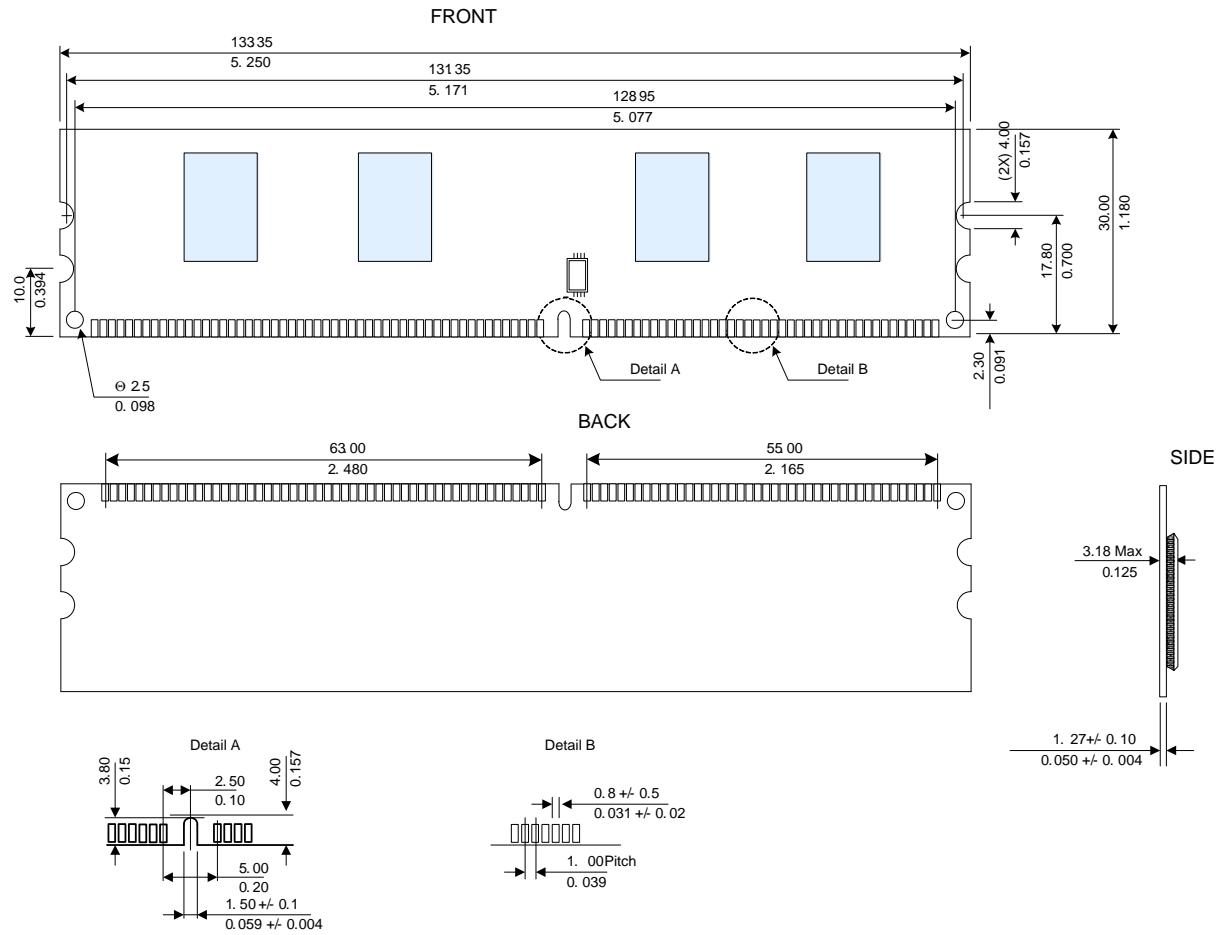 FRONT
133.35
5. 250
131.35
5. 171
128.95
5. 077
(2X) 4.00
0.157
30.00
1.180
17.80
0.700
10.0
0.394
2.30
0.091
Θ 2.5
0. 098
Detail A
Detail B
BACK
63.00
2. 480
55.00
2. 165
SIDE
3.18 Max
0.125
1. 27+/- 0. 10
0.050 +/- 0. 004
Detail A
3.80
0.15
2. 50
0. 10
4.00
0.157
5. 00
0. 20
1. 50 +/- 0.1
0.059 +/- 0.004
Detail B
0.8 +/- 0.5
0.031 +/- 0.02
1. 00Pitch
0. 039